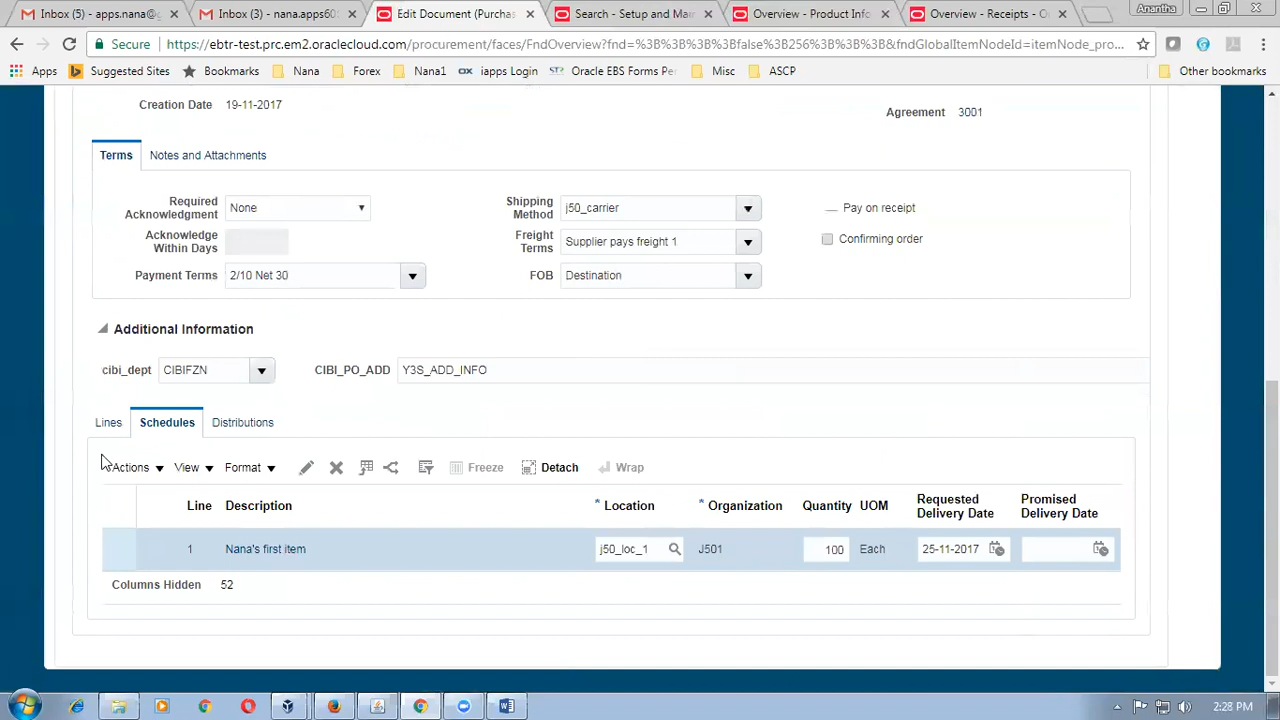 Inbox (5) - appsnana@g
Inbox (3) - nana.apps60
Edit Document (Purchas
Search - Setup and Mar
Overview - Product Info
Overview - Receipts - O
Anantha
Secure
https://ebtr-test.prc.em2.oraclecloud.com/procurement/faces/FndOverview?fnd=%3B%3B%3B%3Bfalse%3B256%3B%3B%3B&fndGlobalItemNodeId=itemNode_pro...
Apps Suggested Sites Bookmarks Nana Forex Nana1 iapps Login Oracle EBS Forms Per Misc ASCP Other bookmarks
Creation Date 19-11-2017
Agreement 3001
Terms Notes and Attachments
Required Acknowledgment None
Shipping Method j50_carrier
Pay on receipt
Acknowledge Within Days
Freight Terms Supplier pays freight 1
Confirming order
Payment Terms 2/10 Net 30
FOB Destination
Additional Information
cibi_dept CIBIFZN CIBI_PO_ADD Y3S_ADD_INFO
Lines Schedules Distributions
Actions View Format Freeze Detach Wrap
Line Description * Location * Organization Quantity UOM Requested Delivery Date Promised Delivery Date
1 Nana's first item j50_loc_1 J501 100 Each 25-11-2017
Columns Hidden 52
2:28 PM